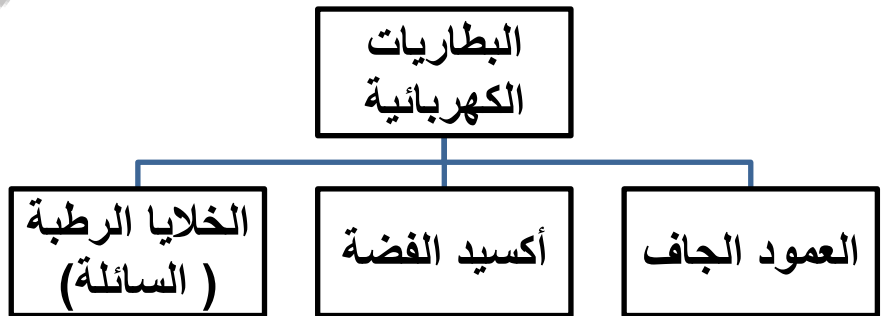 البطاريات
الكهربائية
العمود الجاف
أكسيد الفضة
الخلايا الرطبة
( السائلة)